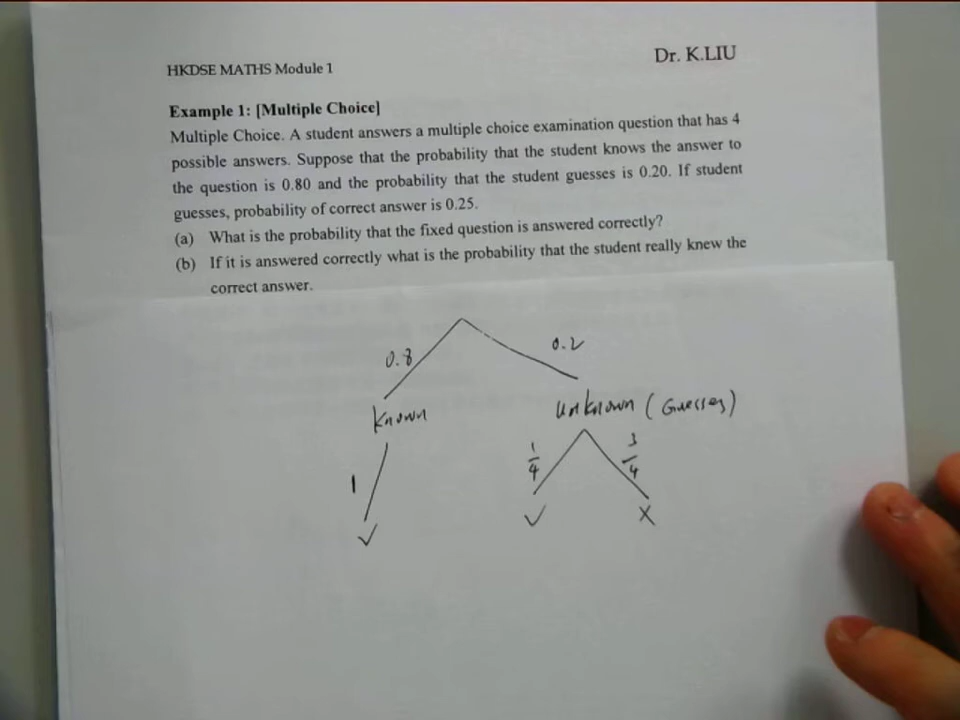 HKDSE MATHS Module 1
Dr. K.LIU
Example 1: [Multiple Choice]
Multiple Choice. A student answers a multiple choice examination question that has 4
possible answers. Suppose that the probability that the student knows the answer to
the question is 0.80 and the probability that the student guesses is 0.20. If student
guesses, probability of correct answer is 0.25.
(a) What is the probability that the fixed question is answered correctly?
(b) If it is answered correctly what is the probability that the student really knew the
correct answer.
0.8
0.2
Known
Unknown (Guesses)
1
1/4
3/4
✓
✓
X